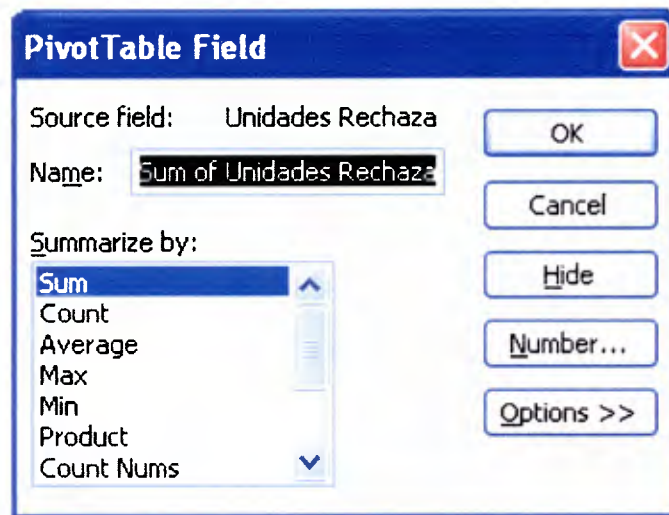 PivotTable Field
Source field: Unidades Rechaza
Name: Sum of Unidades Rechaza
Summarize by:
Sum
Count
Average
Max
Min
Product
Count Nums
OK
Cancel
Hide
Number...
Options >>